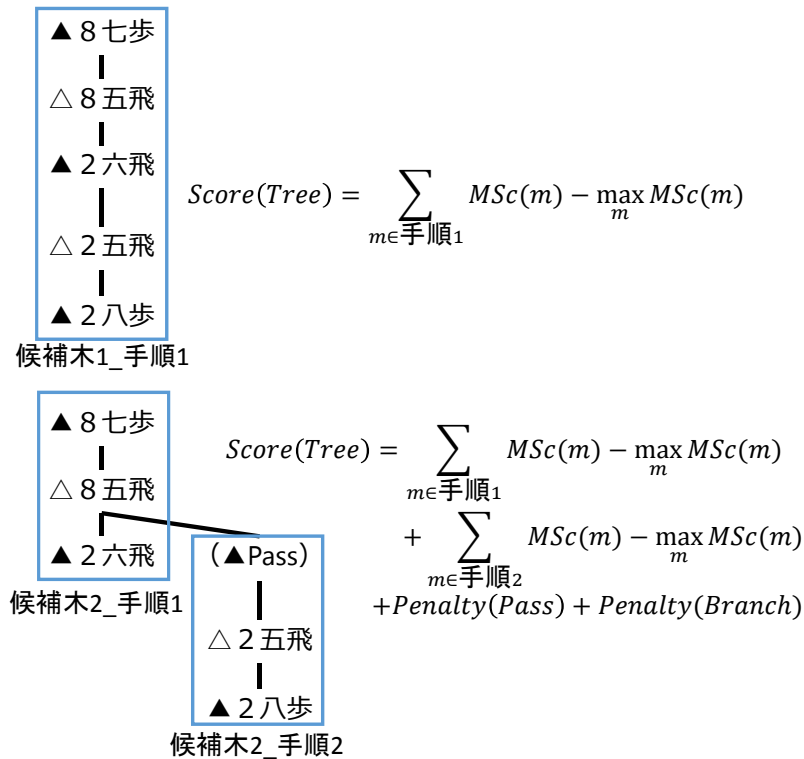 ▲８七歩
△８五飛
▲２六飛
△２五飛
▲２八歩
候補木1_手順1
Score(Tree) = ∑_{m∈手順1} MSc(m) − max_m MSc(m)
▲８七歩
△８五飛
▲２六飛
候補木2_手順1
（▲Pass）
△２五飛
▲２八歩
候補木2_手順2
Score(Tree) = ∑_{m∈手順1} MSc(m) − max_m MSc(m)
+ ∑_{m∈手順2} MSc(m) − max_m MSc(m)
+Penalty(Pass) + Penalty(Branch)